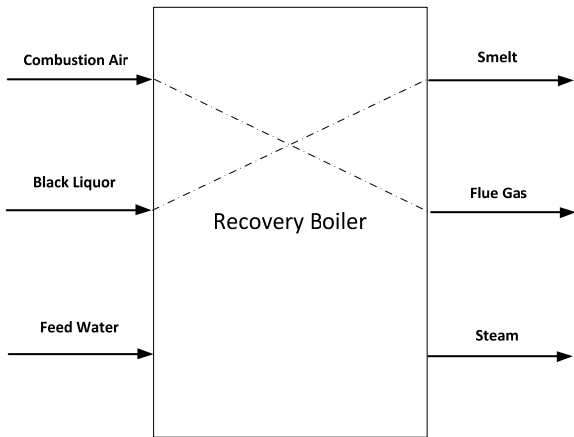 Combustion Air
Smelt
Black Liquor
Flue Gas
Recovery Boiler
Feed Water
Steam